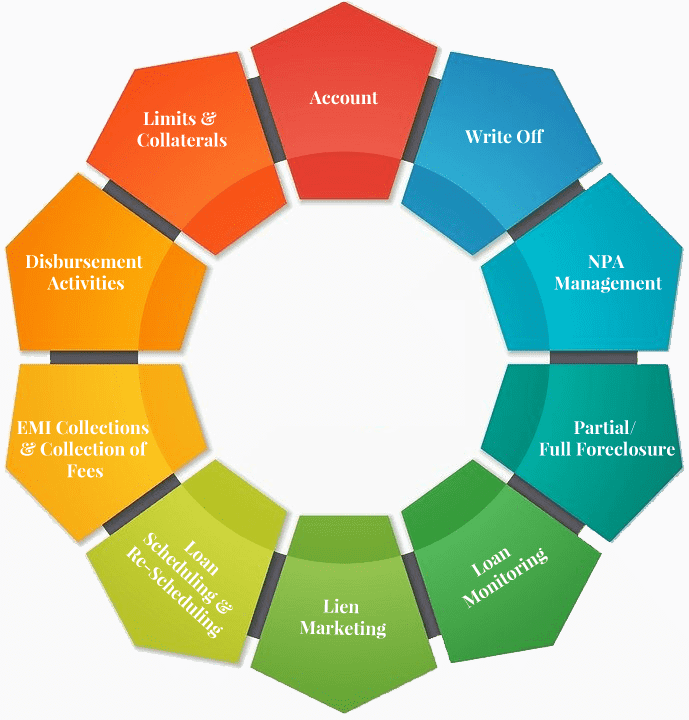 Account
Write Off
NPA
Management
Partial/
Full Foreclosure
Loan
Monitoring
Lien
Marketing
Loan
Scheduling &
Re-Scheduling
EMI Collections
& Collection of
Fees
Disbursement
Activities
Limits &
Collaterals